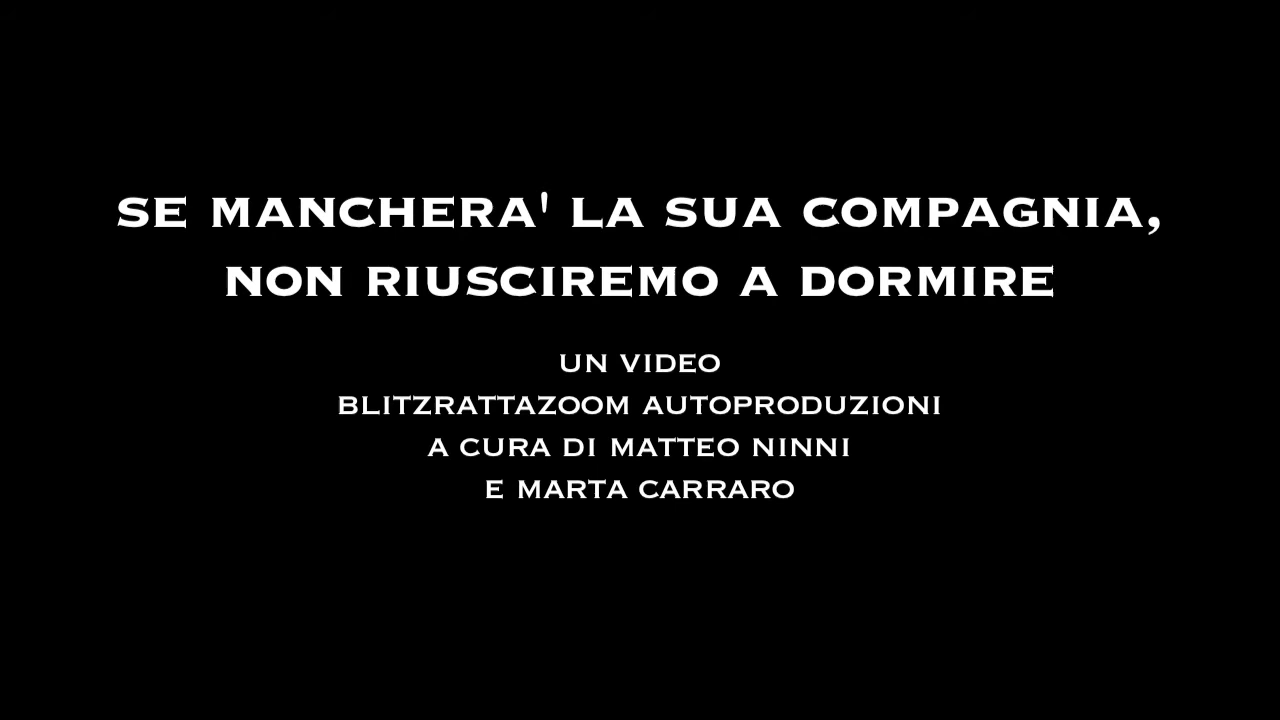 SE MANCHERA' LA SUA COMPAGNIA,
NON RIUSCIREMO A DORMIRE
UN VIDEO
BLITZRATTAZOOM AUTOPRODUZIONI
A CURA DI MATTEO NINNI
E MARTA CARRARO